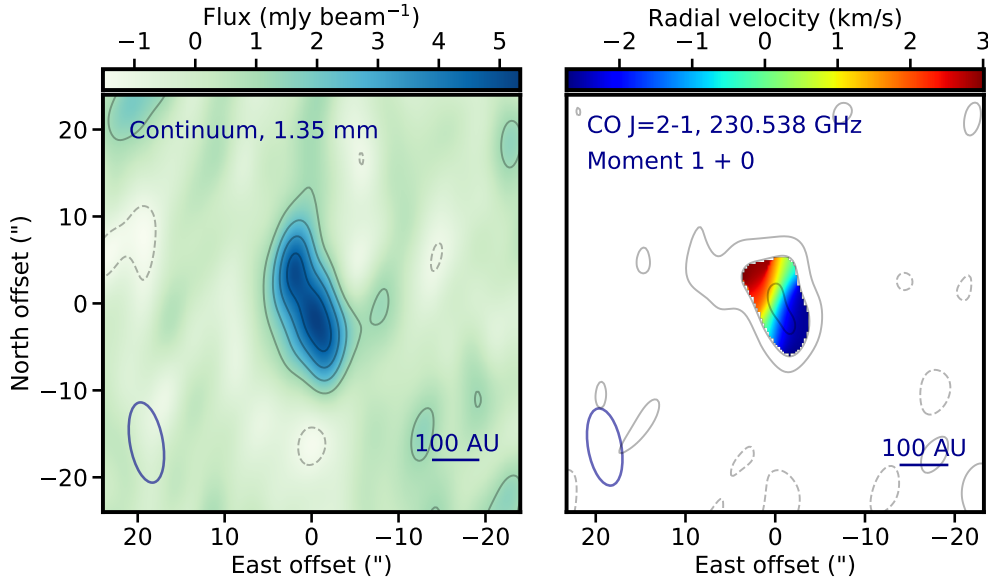 Flux (mJy beam⁻¹)
−1 0 1 2 3 4 5
Continuum, 1.35 mm
20
10
0
−10
−20
North offset (")
100 AU
20 10 0 −10 −20
East offset (")
Radial velocity (km/s)
−2 −1 0 1 2 3
CO J=2-1, 230.538 GHz
Moment 1 + 0
100 AU
20 10 0 −10 −20
East offset (")